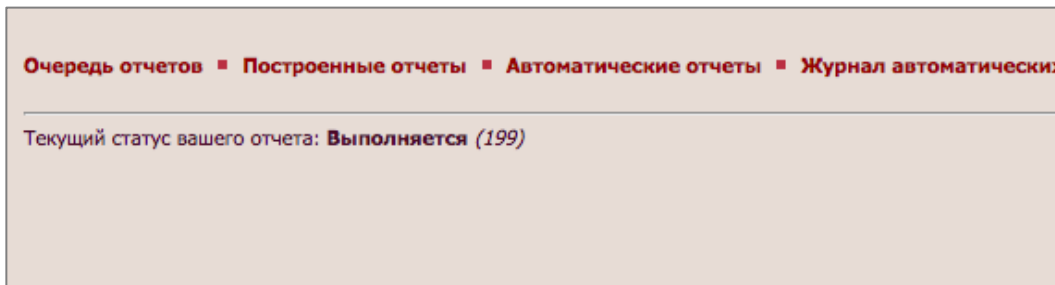 Очередь отчетов ▪ Построенные отчеты ▪ Автоматические отчеты ▪ Журнал автоматических
Текущий статус вашего отчета: Выполняется (199)